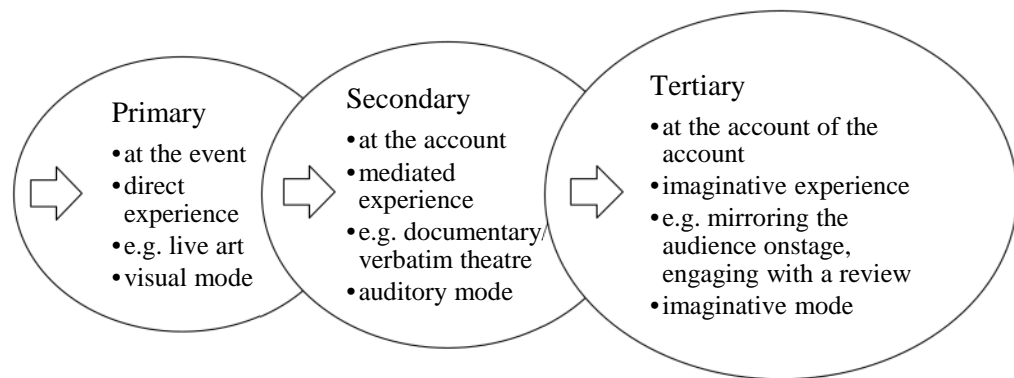 Primary
•at the event
•direct
experience
•e.g. live art
•visual mode
Secondary
•at the account
•mediated
experience
•e.g. documentary/
verbatim theatre
•auditory mode
Tertiary
•at the account of the
account
•imaginative experience
•e.g. mirroring the
audience onstage,
engaging with a review
•imaginative mode